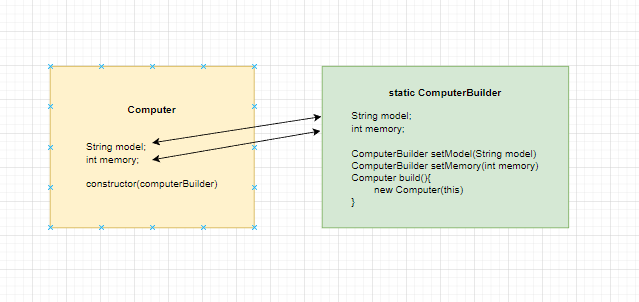 Computer
String model;
int memory;
constructor(computerBuilder)
static ComputerBuilder
String model;
int memory;
ComputerBuilder setModel(String model)
ComputerBuilder setMemory(int memory)
Computer build(){
new Computer(this)
}